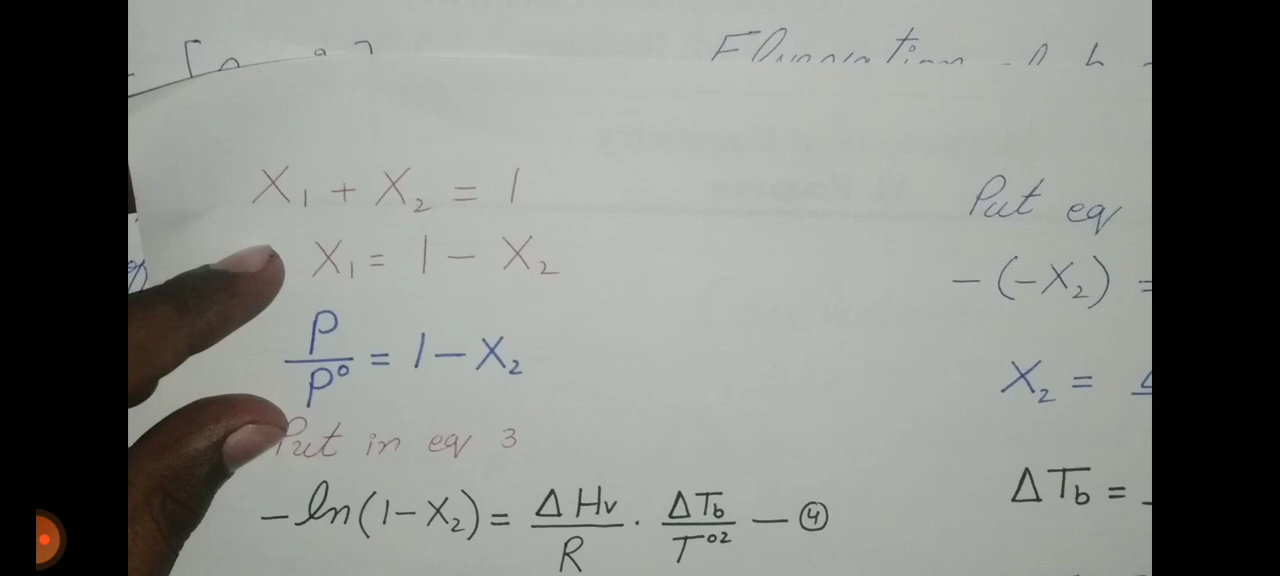 X₁ + X₂ = 1
X₁ = 1 − X₂
P/P° = 1 − X₂
Put in eq 3
−ln(1−X₂) = ΔHv/R · ΔTb/T°² — ④
Put eq
−(−X₂) =
X₂ =
ΔTb =